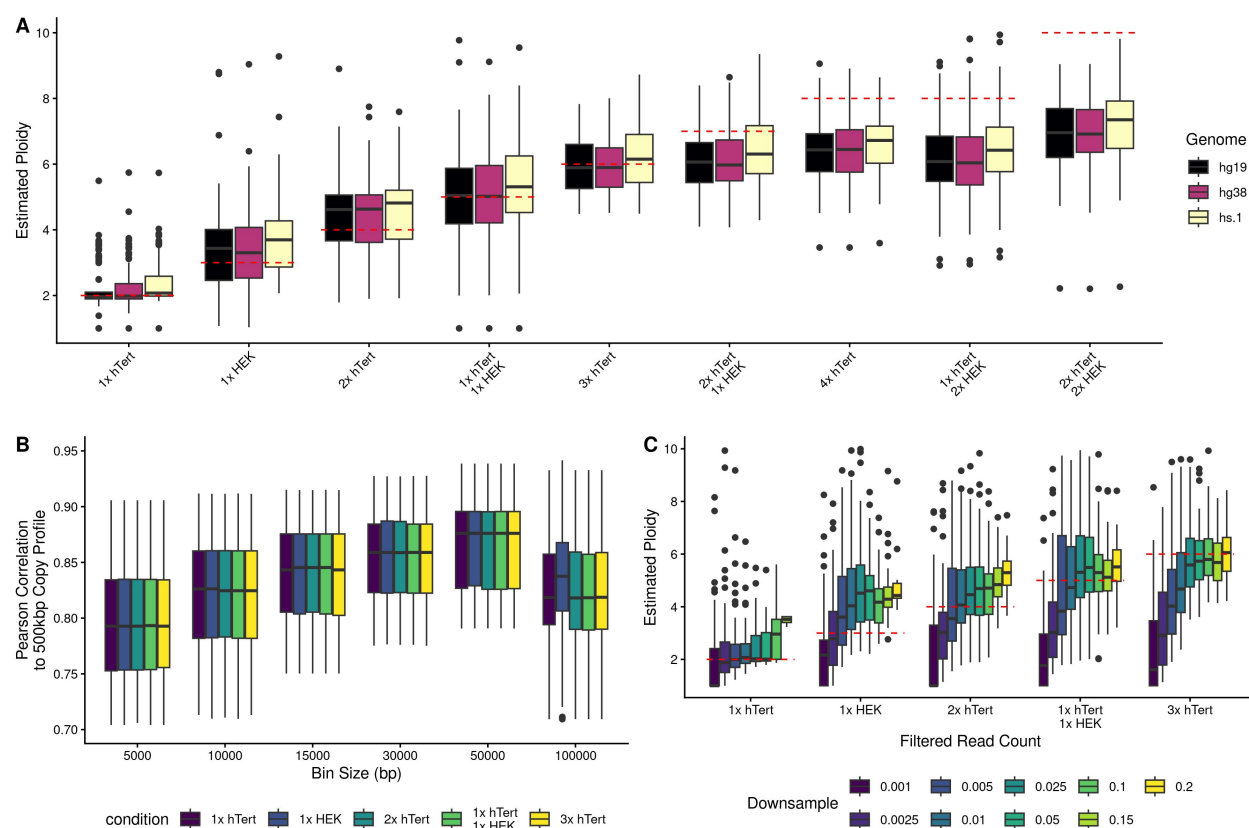 A
Estimated Ploidy
10
8
6
4
2
1x hTert
1x HEK
2x hTert
1x hTert
1x HEK
3x hTert
2x hTert
1x HEK
4x hTert
1x hTert
2x HEK
2x hTert
2x HEK
Genome
hg19
hg38
hs.1
B
Pearson Correlation
to 500kbp Copy Profile
0.95
0.90
0.85
0.80
0.75
0.70
5000
10000
15000
30000
50000
100000
Bin Size (bp)
condition
1x hTert
1x HEK
2x hTert
1x hTert
1x HEK
3x hTert
C
Estimated Ploidy
10
8
6
4
2
1x hTert
1x HEK
2x hTert
1x hTert
1x HEK
3x hTert
Filtered Read Count
Downsample
0.001
0.005
0.025
0.1
0.2
0.0025
0.01
0.05
0.15